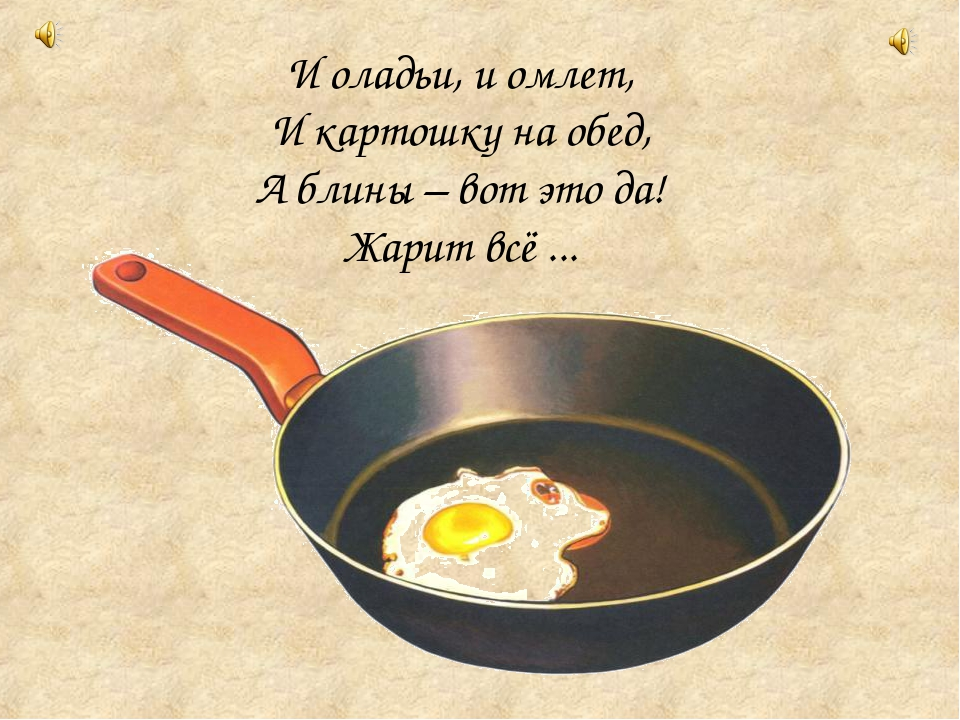 И оладьи, и омлет,
И картошку на обед,
А блины – вот это да!
Жарит всё ...